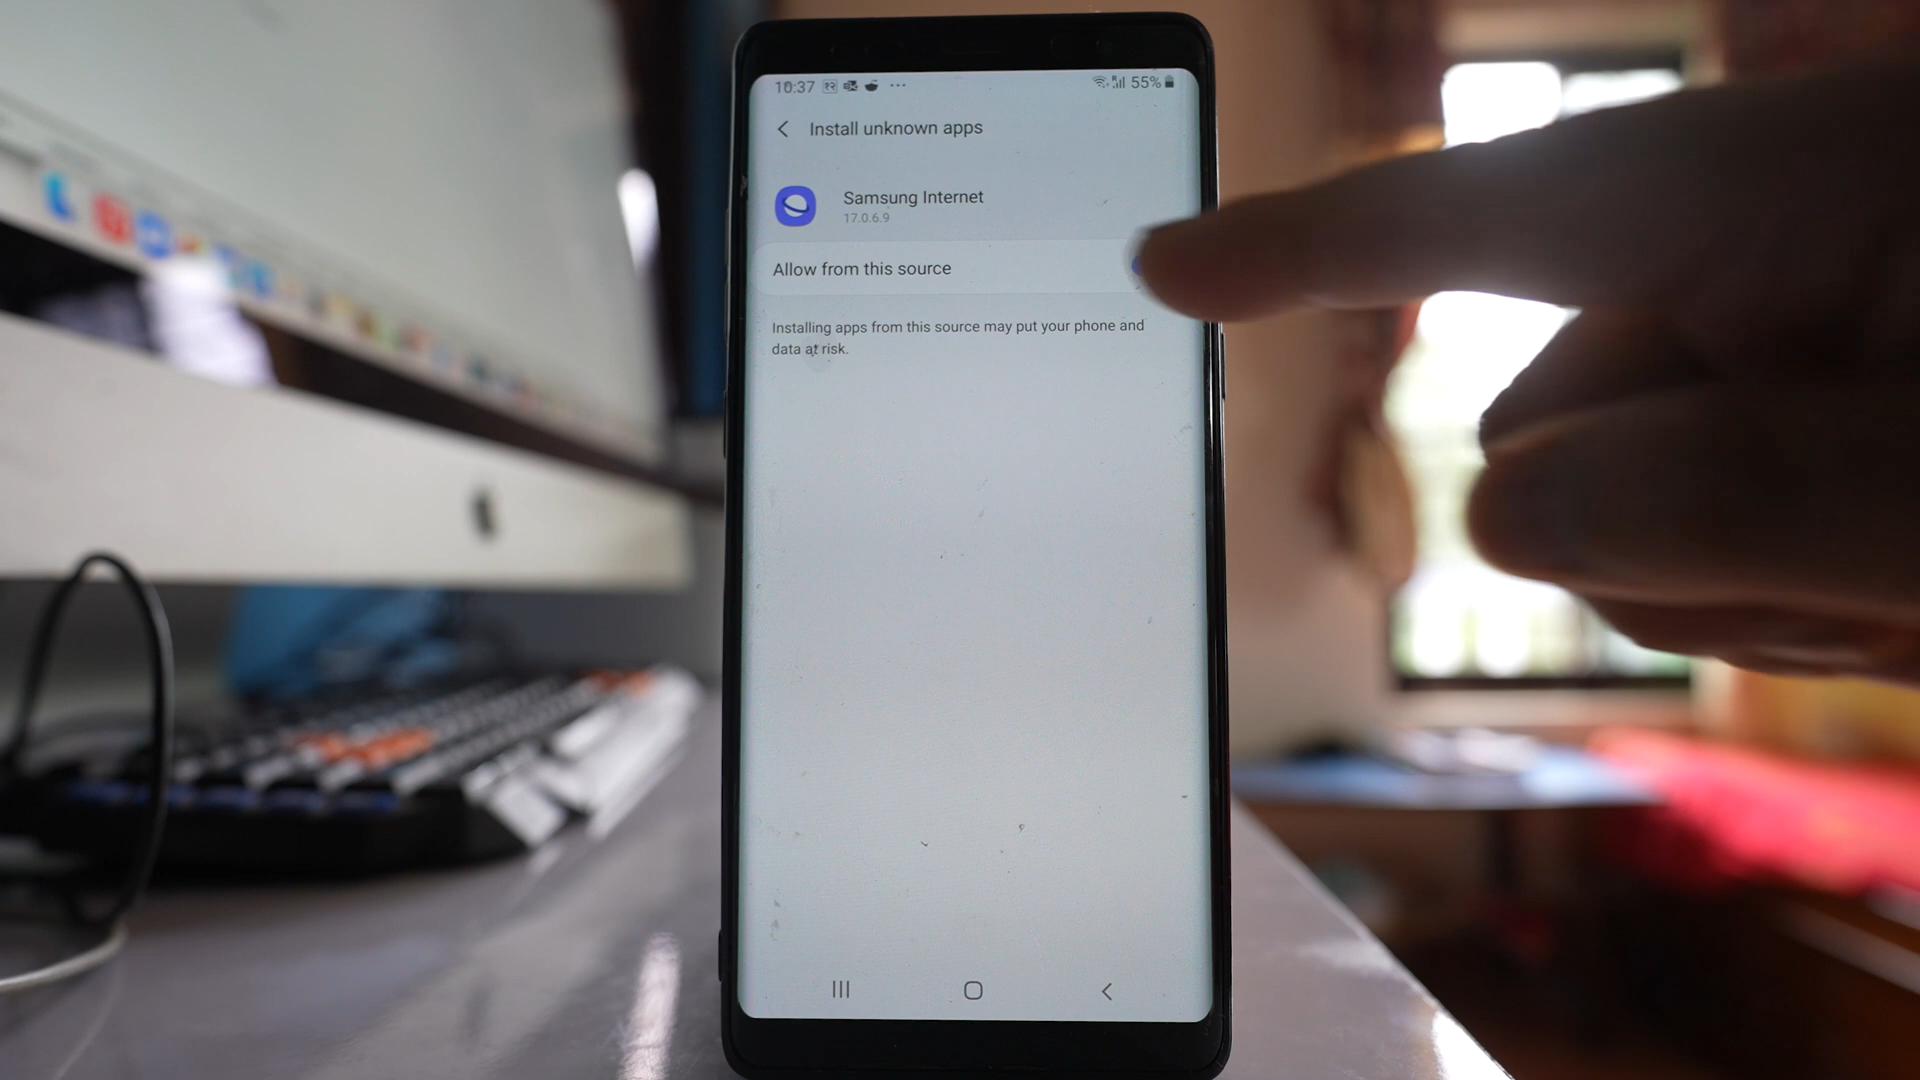 10:37 55%
Install unknown apps
Samsung Internet
17.0.6.9
Allow from this source
Installing apps from this source may put your phone and
data at risk.